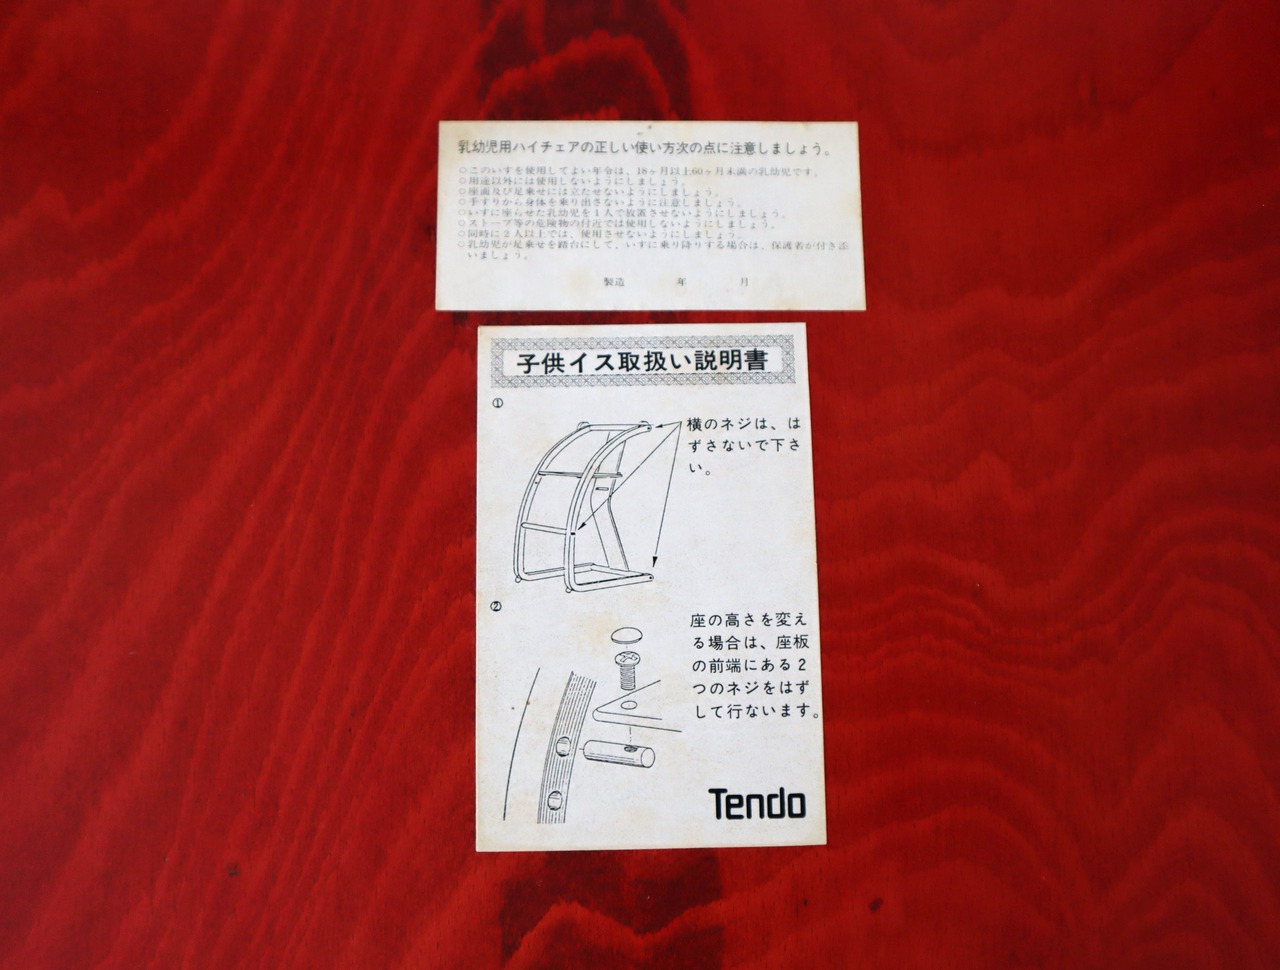 乳幼児用ハイチェアの正しい使い方次の点に注意しましょう。
○このいすを使用してよい年令は、18ヶ月以上60ヶ月未満の乳幼児です。
○用途以外には使用しないようにしましょう。
○座面及び足乗せには立たせないようにしましょう。
○手すりから身体を乗り出さないように注意しましょう。
○いすに座らせた乳幼児を1人で放置させないようにしましょう。
○ストーブ等の危険物の付近では使用しないようにしましょう。
○同時に2人以上では、使用させないようにしましょう。
○乳幼児が足乗せを踏台にして、いすに乗り降りする場合は、保護者が付き添
いましょう。
製造 年 月
子供イス取扱い説明書
①
横のネジは、は
ずさないで下さ
い。
②
座の高さを変え
る場合は、座板
の前端にある2
つのネジをはず
して行ないます。
Tendo